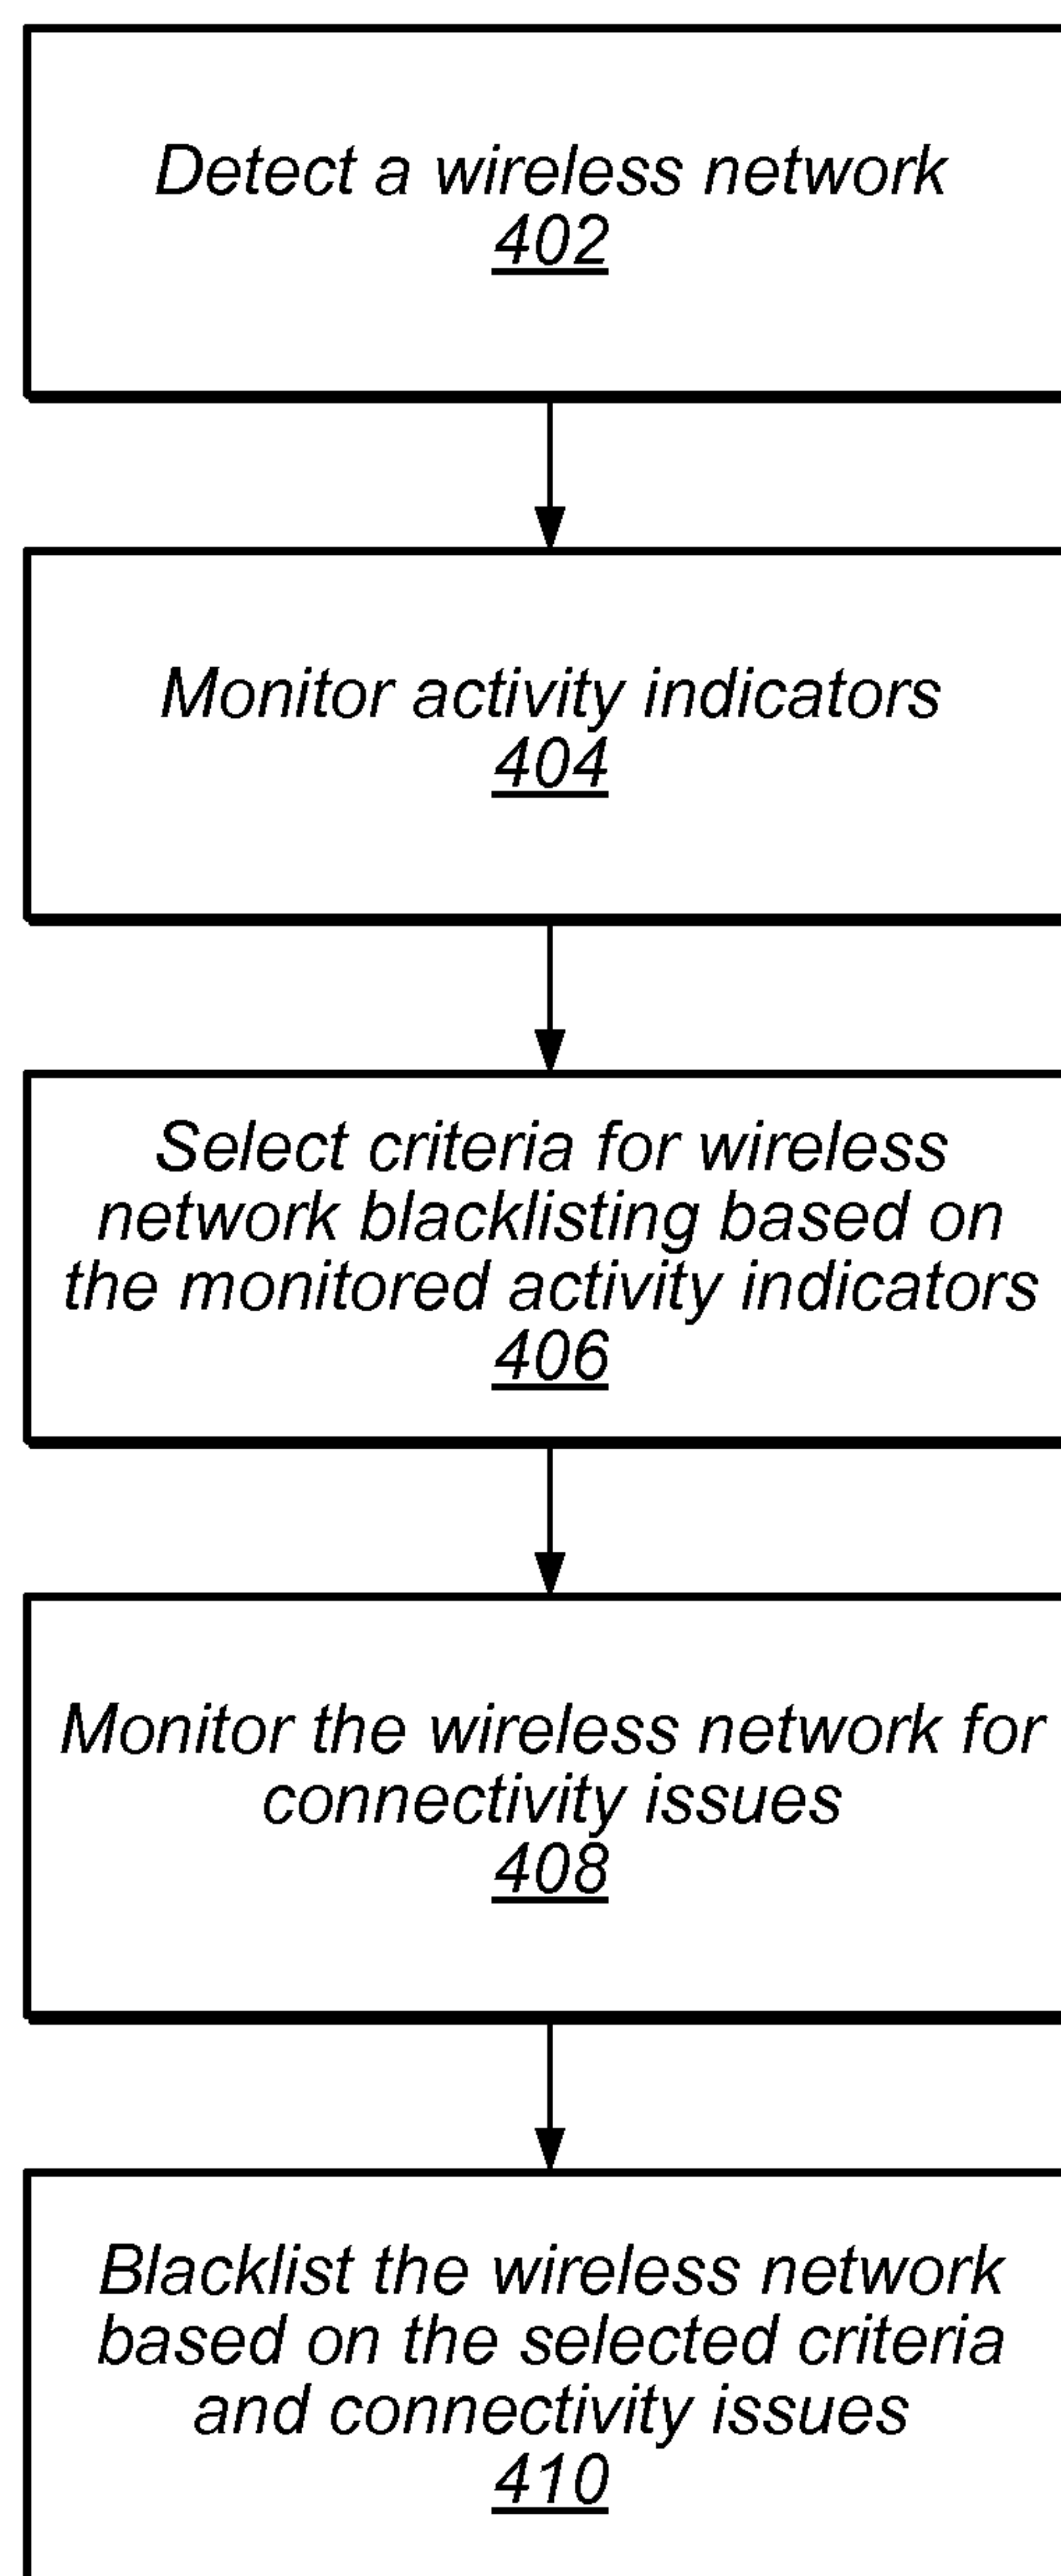 Detect a wireless network
402
Monitor activity indicators
404
Select criteria for wireless
network blacklisting based on
the monitored activity indicators
406
Monitor the wireless network for
connectivity issues
408
Blacklist the wireless network
based on the selected criteria
and connectivity issues
410